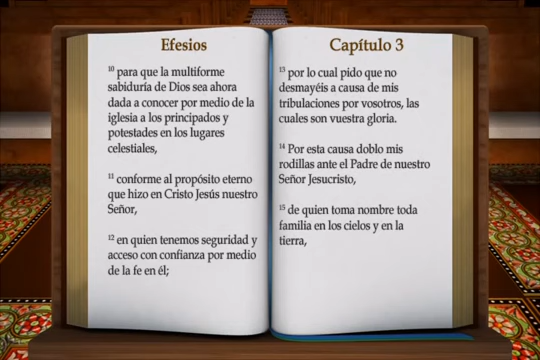 Efesios
10 para que la multiforme
sabiduría de Dios sea ahora
dada a conocer por medio de la
iglesia a los principados y
potestades en los lugares
celestiales,
11 conforme al propósito eterno
que hizo en Cristo Jesús nuestro
Señor,
12 en quien tenemos seguridad y
acceso con confianza por medio
de la fe en él;
Capítulo 3
13 por lo cual pido que no
desmayéis a causa de mis
tribulaciones por vosotros, las
cuales son vuestra gloria.
14 Por esta causa doblo mis
rodillas ante el Padre de nuestro
Señor Jesucristo,
15 de quien toma nombre toda
familia en los cielos y en la
tierra,